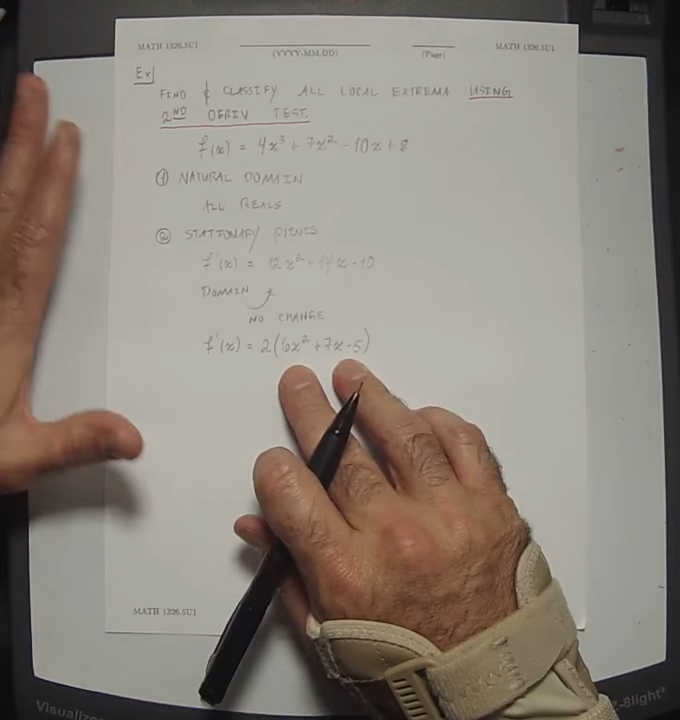 MATH 1326.SU1 (YYYY-MM-DD) (Page) MATH 1326.SU1
Ex
FIND & CLASSIFY ALL LOCAL EXTREMA USING
2ND DERIV TEST.
f(x) = 4x³ + 7x² - 10x + 8
① NATURAL DOMAIN
ALL REALS
② STATIONARY POINTS
f'(x) = 12x² + 14x - 10
DOMAIN
NO CHANGE
f'(x) = 2(6x² + 7x - 5)
MATH 1326.SU1
Visualize
z-8light³